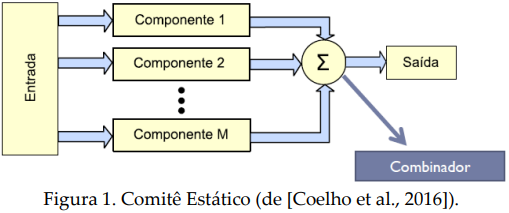 Entrada
Componente 1
Componente 2
Componente M
Σ
Saída
Combinador
Figura 1. Comitê Estático (de [Coelho et al., 2016]).